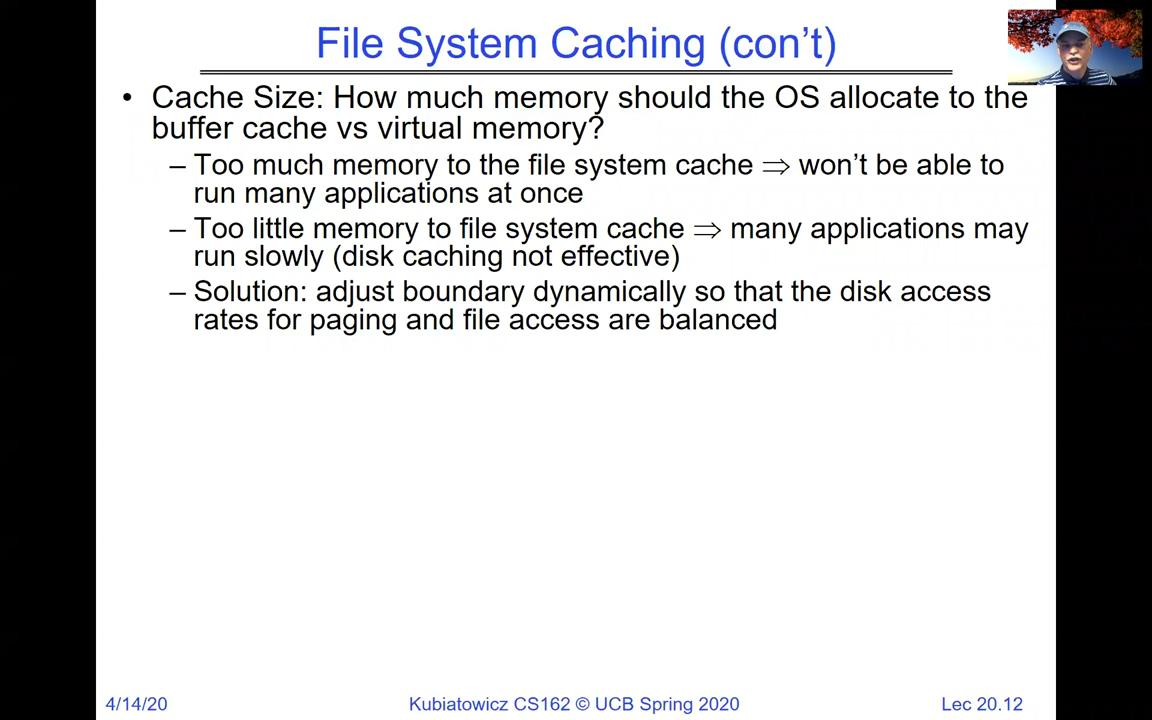 File System Caching (con’t)
• Cache Size: How much memory should the OS allocate to the
buffer cache vs virtual memory?
– Too much memory to the file system cache ⇒ won’t be able to
run many applications at once
– Too little memory to file system cache ⇒ many applications may
run slowly (disk caching not effective)
– Solution: adjust boundary dynamically so that the disk access
rates for paging and file access are balanced
4/14/20
Kubiatowicz CS162 © UCB Spring 2020
Lec 20.12